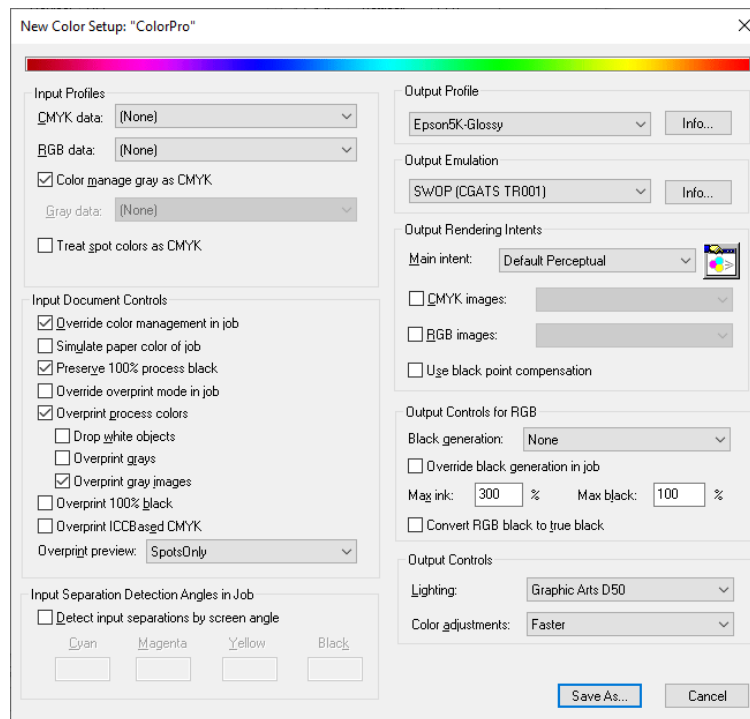 New Color Setup: "ColorPro"
Input Profiles
CMYK data: (None)
RGB data: (None)
Color manage gray as CMYK
Gray data: (None)
Treat spot colors as CMYK
Input Document Controls
Override color management in job
Simulate paper color of job
Preserve 100% process black
Override overprint mode in job
Overprint process colors
Drop white objects
Overprint grays
Overprint gray images
Overprint 100% black
Overprint ICCBased CMYK
Overprint preview: SpotsOnly
Input Separation Detection Angles in Job
Detect input separations by screen angle
Cyan Magenta Yellow Black
Output Profile
Epson5K-Glossy Info...
Output Emulation
SWOP (CGATS TR001) Info...
Output Rendering Intents
Main intent: Default Perceptual
CMYK images:
RGB images:
Use black point compensation
Output Controls for RGB
Black generation: None
Override black generation in job
Max ink: 300 % Max black: 100 %
Convert RGB black to true black
Output Controls
Lighting: Graphic Arts D50
Color adjustments: Faster
Save As... Cancel